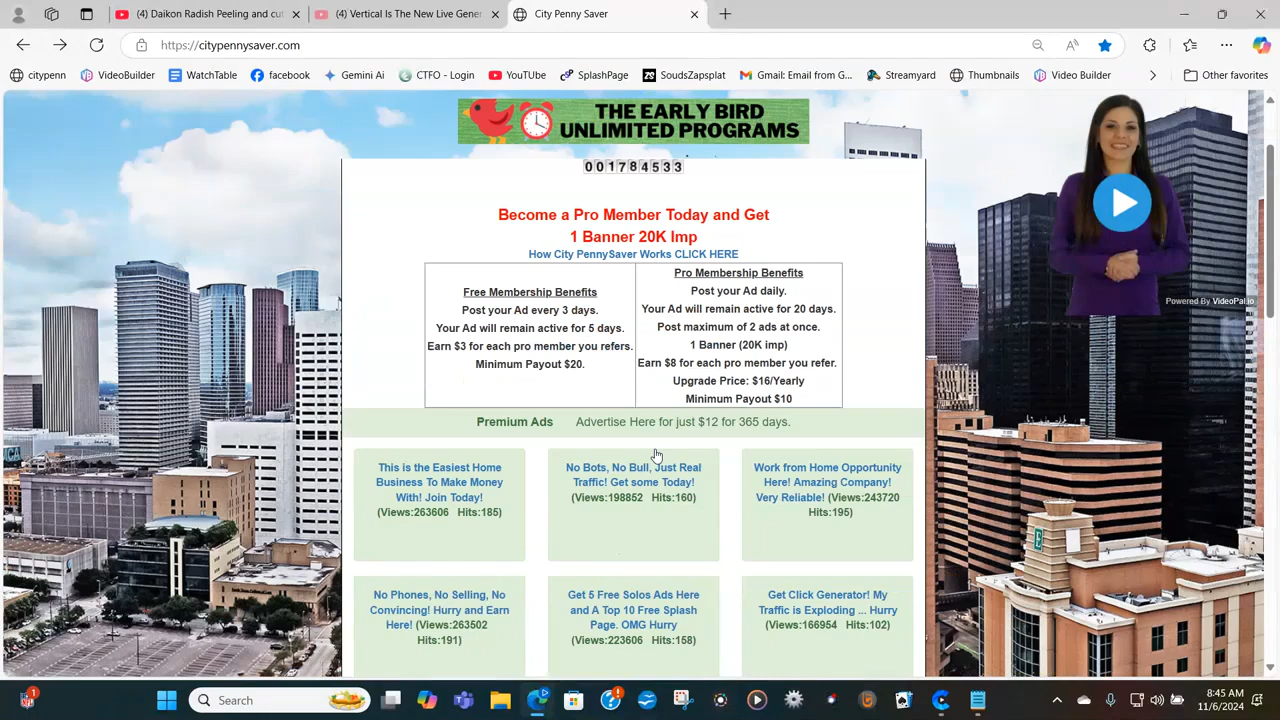 (4) Daikon Radish Peeling and cut
(4) Vertical Is The New Live Gener
City Penny Saver
https://citypennysaver.com
citypenn
VideoBuilder
WatchTable
facebook
Gemini Ai
CTFO - Login
YouTUbe
SplashPage
SoudsZapsplat
Gmail: Email from G...
Streamyard
Thumbnails
Video Builder
Other favorites
THE EARLY BIRD
UNLIMITED PROGRAMS
001784533
Become a Pro Member Today and Get
1 Banner 20K Imp
How City PennySaver Works CLICK HERE
Free Membership Benefits
Post your Ad every 3 days.
Your Ad will remain active for 5 days.
Earn $3 for each pro member you refers.
Minimum Payout $20.
Pro Membership Benefits
Post your Ad daily.
Your Ad will remain active for 20 days.
Post maximum of 2 ads at once.
1 Banner (20K imp)
Earn $8 for each pro member you refer.
Upgrade Price: $16/Yearly
Minimum Payout $10
Powered By VideoPal.io
Premium Ads Advertise Here for just $12 for 365 days.
This is the Easiest Home
Business To Make Money
With! Join Today!
(Views:263606 Hits:185)
No Bots, No Bull, Just Real
Traffic! Get some Today!
(Views:198852 Hits:160)
Work from Home Opportunity
Here! Amazing Company!
Very Reliable! (Views:243720
Hits:195)
No Phones, No Selling, No
Convincing! Hurry and Earn
Here! (Views:263502
Hits:191)
Get 5 Free Solos Ads Here
and A Top 10 Free Splash
Page. OMG Hurry
(Views:223606 Hits:158)
Get Click Generator! My
Traffic is Exploding ... Hurry
(Views:166954 Hits:102)
1
Search
8:45 AM
11/6/2024